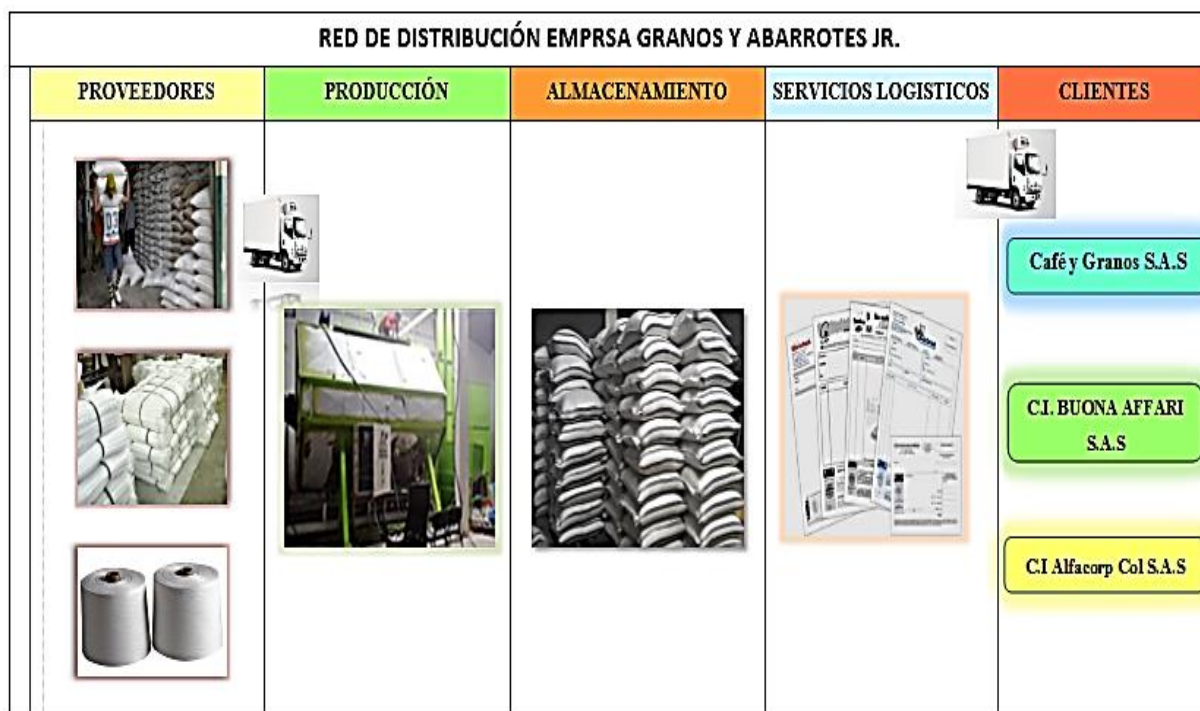 RED DE DISTRIBUCIÓN EMPRSA GRANOS Y ABARROTES JR.
PROVEEDORES
PRODUCCIÓN
ALMACENAMIENTO
SERVICIOS LOGISTICOS
CLIENTES
Café y Granos S.A.S
C.I. BUONA AFFARI
S.A.S
C.I Alfacorp Col S.A.S